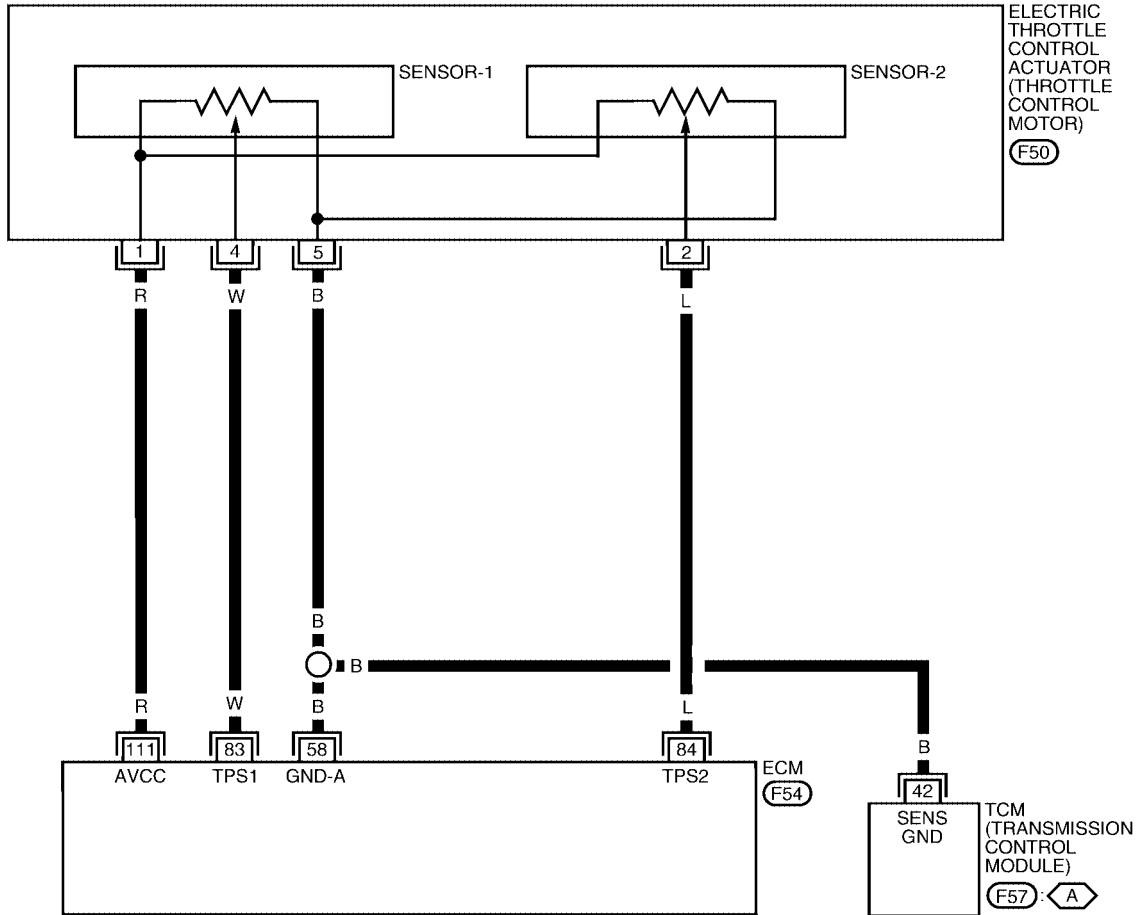 ELECTRIC
THROTTLE
CONTROL
ACTUATOR
(THROTTLE
CONTROL
MOTOR)
F50
SENSOR-1
SENSOR-2
1 4 5 2
R W B L
B
B
R W B L
B
111 83 58 84
AVCC TPS1 GND-A TPS2
ECM
F54
42
SENS
GND
TCM
(TRANSMISSION
CONTROL
MODULE)
F57 : A